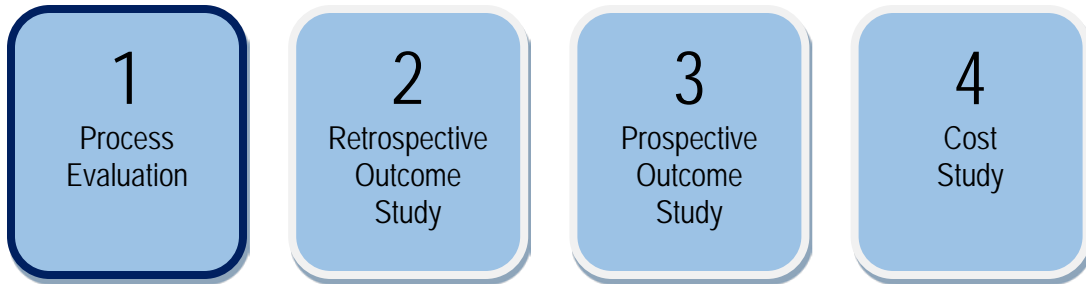 1
Process
Evaluation
2
Retrospective
Outcome
Study
3
Prospective
Outcome
Study
4
Cost
Study